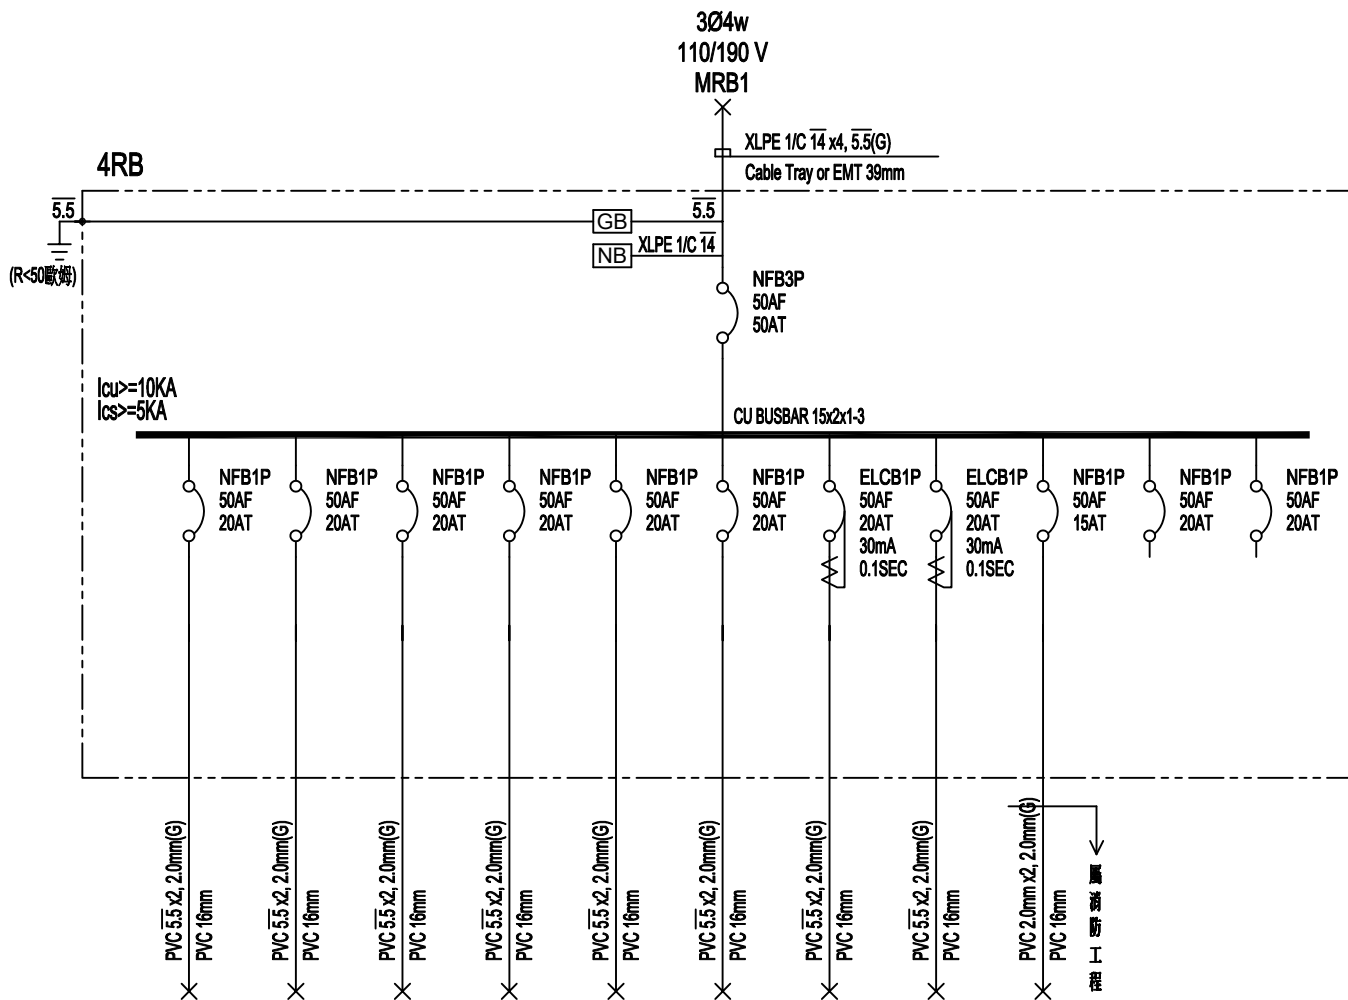 3Ø4w
110/190 V
MRB1
XLPE 1/C 14 x4, 5.5(G)
Cable Tray or EMT 39mm
4RB
5.5
(R<50歐姆)
GB
5.5
NB
XLPE 1/C 14
NFB3P
50AF
50AT
Icu>=10KA
Ics>=5KA
CU BUSBAR 15x2x1-3
NFB1P
50AF
20AT
NFB1P
50AF
20AT
NFB1P
50AF
20AT
NFB1P
50AF
20AT
NFB1P
50AF
20AT
NFB1P
50AF
20AT
ELCB1P
50AF
20AT
30mA
0.1SEC
ELCB1P
50AF
20AT
30mA
0.1SEC
NFB1P
50AF
15AT
NFB1P
50AF
20AT
NFB1P
50AF
20AT
PVC 5.5 x2, 2.0mm(G)
PVC 16mm
PVC 5.5 x2, 2.0mm(G)
PVC 16mm
PVC 5.5 x2, 2.0mm(G)
PVC 16mm
PVC 5.5 x2, 2.0mm(G)
PVC 16mm
PVC 5.5 x2, 2.0mm(G)
PVC 16mm
PVC 5.5 x2, 2.0mm(G)
PVC 16mm
PVC 5.5 x2, 2.0mm(G)
PVC 16mm
PVC 5.5 x2, 2.0mm(G)
PVC 16mm
PVC 2.0mm x2, 2.0mm(G)
PVC 16mm
屬消防工程